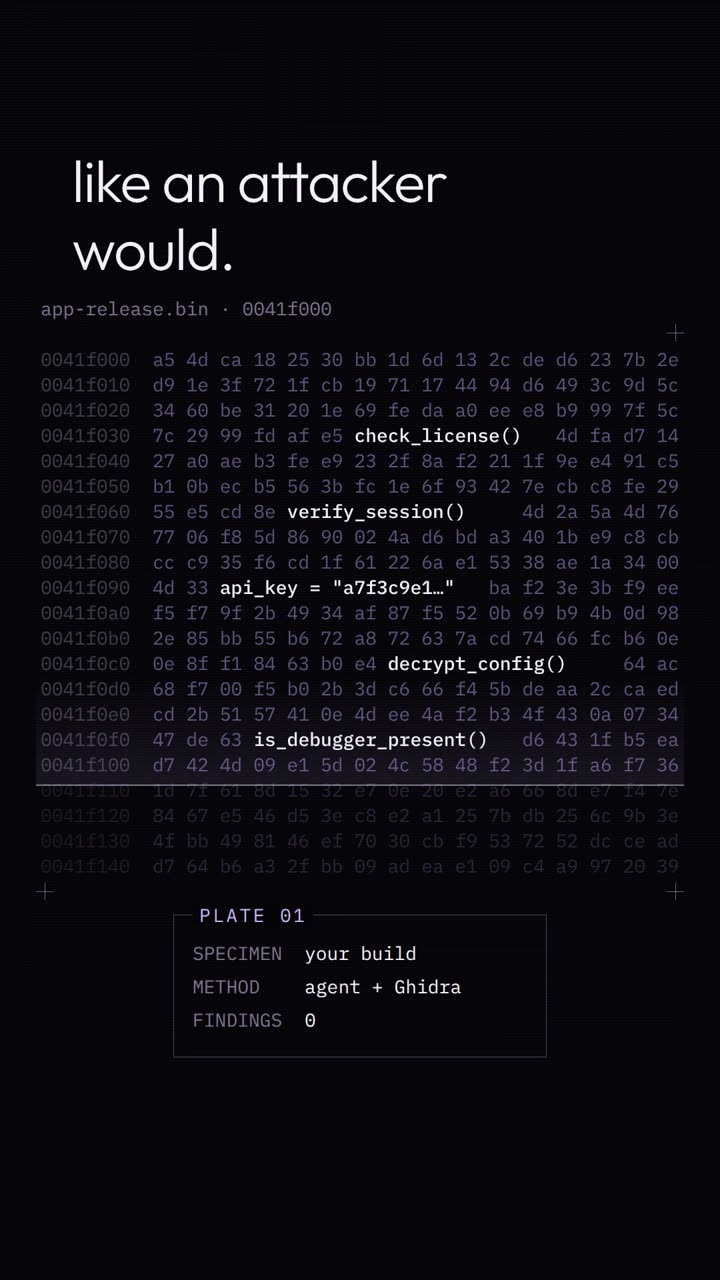 like an attacker
would.
app-release.bin · 0041f000
0041f000 a5 4d ca 18 25 30 bb 1d 6d 13 2c de d6 23 7b 2e
0041f010 d9 1e 3f 72 1f cb 19 71 17 44 94 d6 49 3c 9d 5c
0041f020 34 60 be 31 20 1e 69 fe da a0 ee e8 b9 99 7f 5c
0041f030 7c 29 99 fd af e5 check_license() 4d fa d7 14
0041f040 27 a0 ae b3 fe e9 23 2f 8a f2 21 1f 9e e4 91 c5
0041f050 b1 0b ec b5 56 3b fc 1e 6f 93 42 7e cb c8 fe 29
0041f060 55 e5 cd 8e verify_session() 4d 2a 5a 4d 76
0041f070 77 06 f8 5d 86 90 02 4a d6 bd a3 40 1b e9 c8 cb
0041f080 cc c9 35 f6 cd 1f 61 22 6a e1 53 38 ae 1a 34 00
0041f090 4d 33 api_key = "a7f3c9e1…" ba f2 3e 3b f9 ee
0041f0a0 f5 f7 9f 2b 49 34 af 87 f5 52 0b 69 b9 4b 0d 98
0041f0b0 2e 85 bb 55 b6 72 a8 72 63 7a cd 74 66 fc b6 0e
0041f0c0 0e 8f f1 84 63 b0 e4 decrypt_config() 64 ac
0041f0d0 68 f7 00 f5 b0 2b 3d c6 66 f4 5b de aa 2c ca ed
0041f0e0 cd 2b 51 57 41 0e 4d ee 4a f2 b3 4f 43 0a 07 34
0041f0f0 47 de 63 is_debugger_present() d6 43 1f b5 ea
0041f100 d7 42 4d 09 e1 5d 02 4c 58 48 f2 3d 1f a6 f7 36
0041f110 1d 7f 61 8d 15 32 e7 0e 20 e2 a6 66 8d e7 f4 7e
0041f120 84 67 e5 46 d5 3e c8 e2 a1 25 7b db 25 6c 9b 3e
0041f130 4f bb 49 81 46 ef 70 30 cb f9 53 72 52 dc ce ad
0041f140 d7 64 b6 a3 2f bb 09 ad ea e1 09 c4 a9 97 20 39
PLATE 01
SPECIMEN your build
METHOD agent + Ghidra
FINDINGS 0